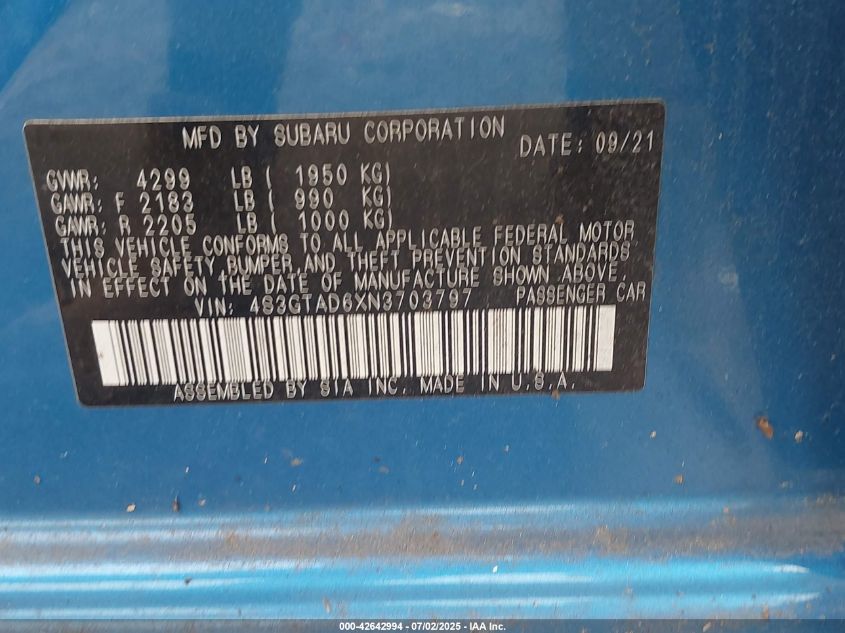 MFD BY SUBARU CORPORATION DATE: 09/21
GVWR: 4299 LB ( 1950 KG)
GAWR: F 2183 LB ( 990 KG)
GAWR: R 2205 LB ( 1000 KG)
THIS VEHICLE CONFORMS TO ALL APPLICABLE FEDERAL MOTOR
VEHICLE SAFETY,BUMPER,AND THEFT PREVENTION STANDARDS
IN EFFECT ON THE DATE OF MANUFACTURE SHOWN ABOVE.
VIN: 4S3GTAD6XN3703797 PASSENGER CAR
ASSEMBLED BY SIA INC. MADE IN U.S.A.
000-42642994 - 07/02/2025 - IAA Inc.